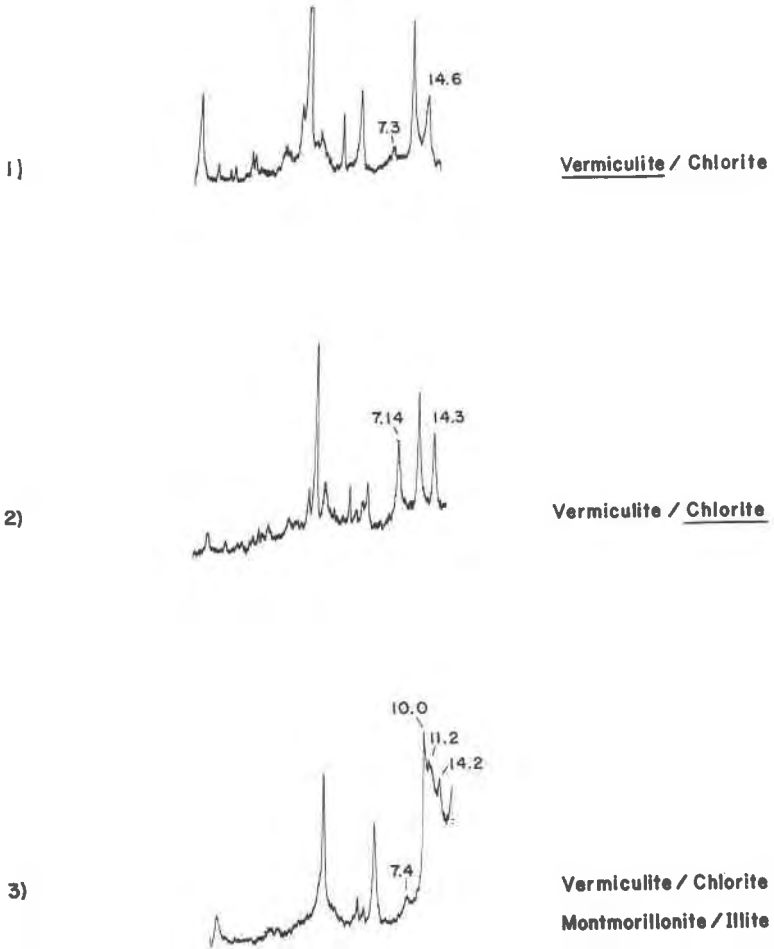 14.6
7.3
1)
Vermiculite / Chlorite
7.14
14.3
2)
Vermiculite / Chlorite
10.0
11.2
14.2
7.4
3)
Vermiculite / Chlorite
Montmorillonite / Illite